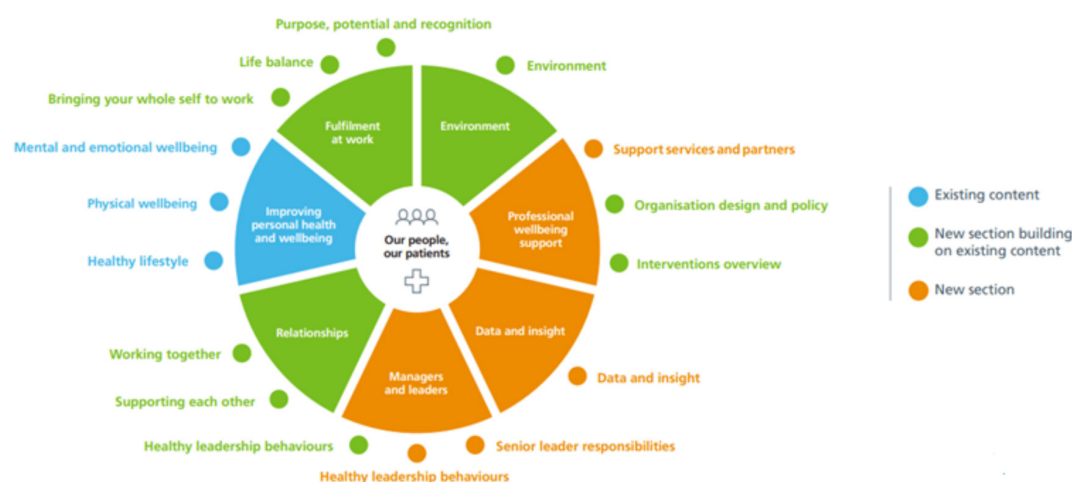 Purpose, potential and recognition
Life balance
Environment
Bringing your whole self to work
Fulfilment
at work
Environment
Mental and emotional wellbeing
Support services and partners
Physical wellbeing
Improving
personal health
and wellbeing
Our people,
our patients
Professional
wellbeing
support
Organisation design and policy
Healthy lifestyle
Interventions overview
Existing content
New section building
on existing content
New section
Relationships
Data and insight
Working together
Managers
and leaders
Data and insight
Supporting each other
Healthy leadership behaviours
Senior leader responsibilities
Healthy leadership behaviours